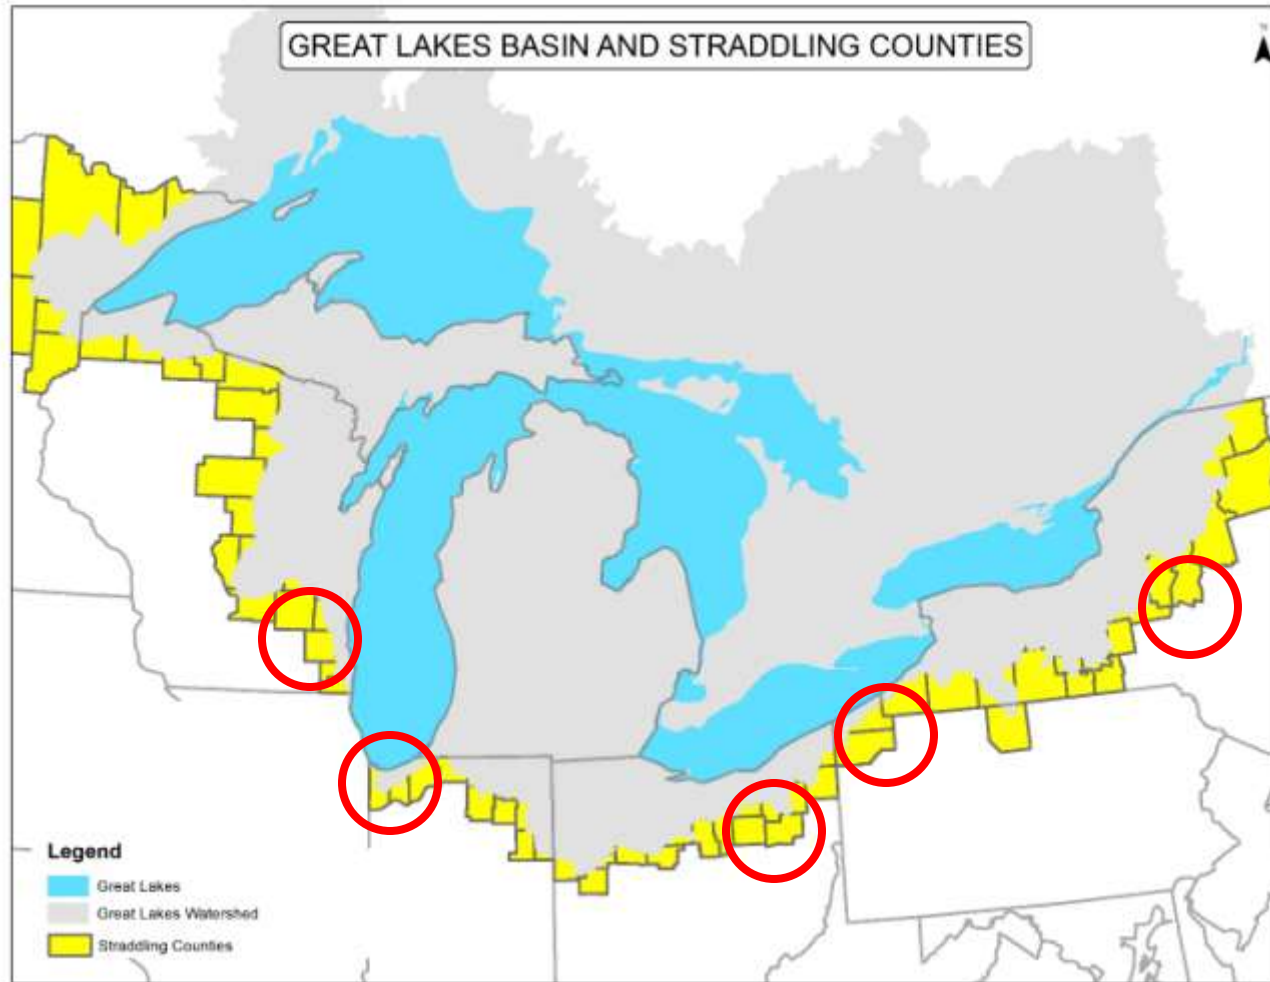 GREAT LAKES BASIN AND STRADDLING COUNTIES
Legend
Great Lakes
Great Lakes Watershed
Straddling Counties